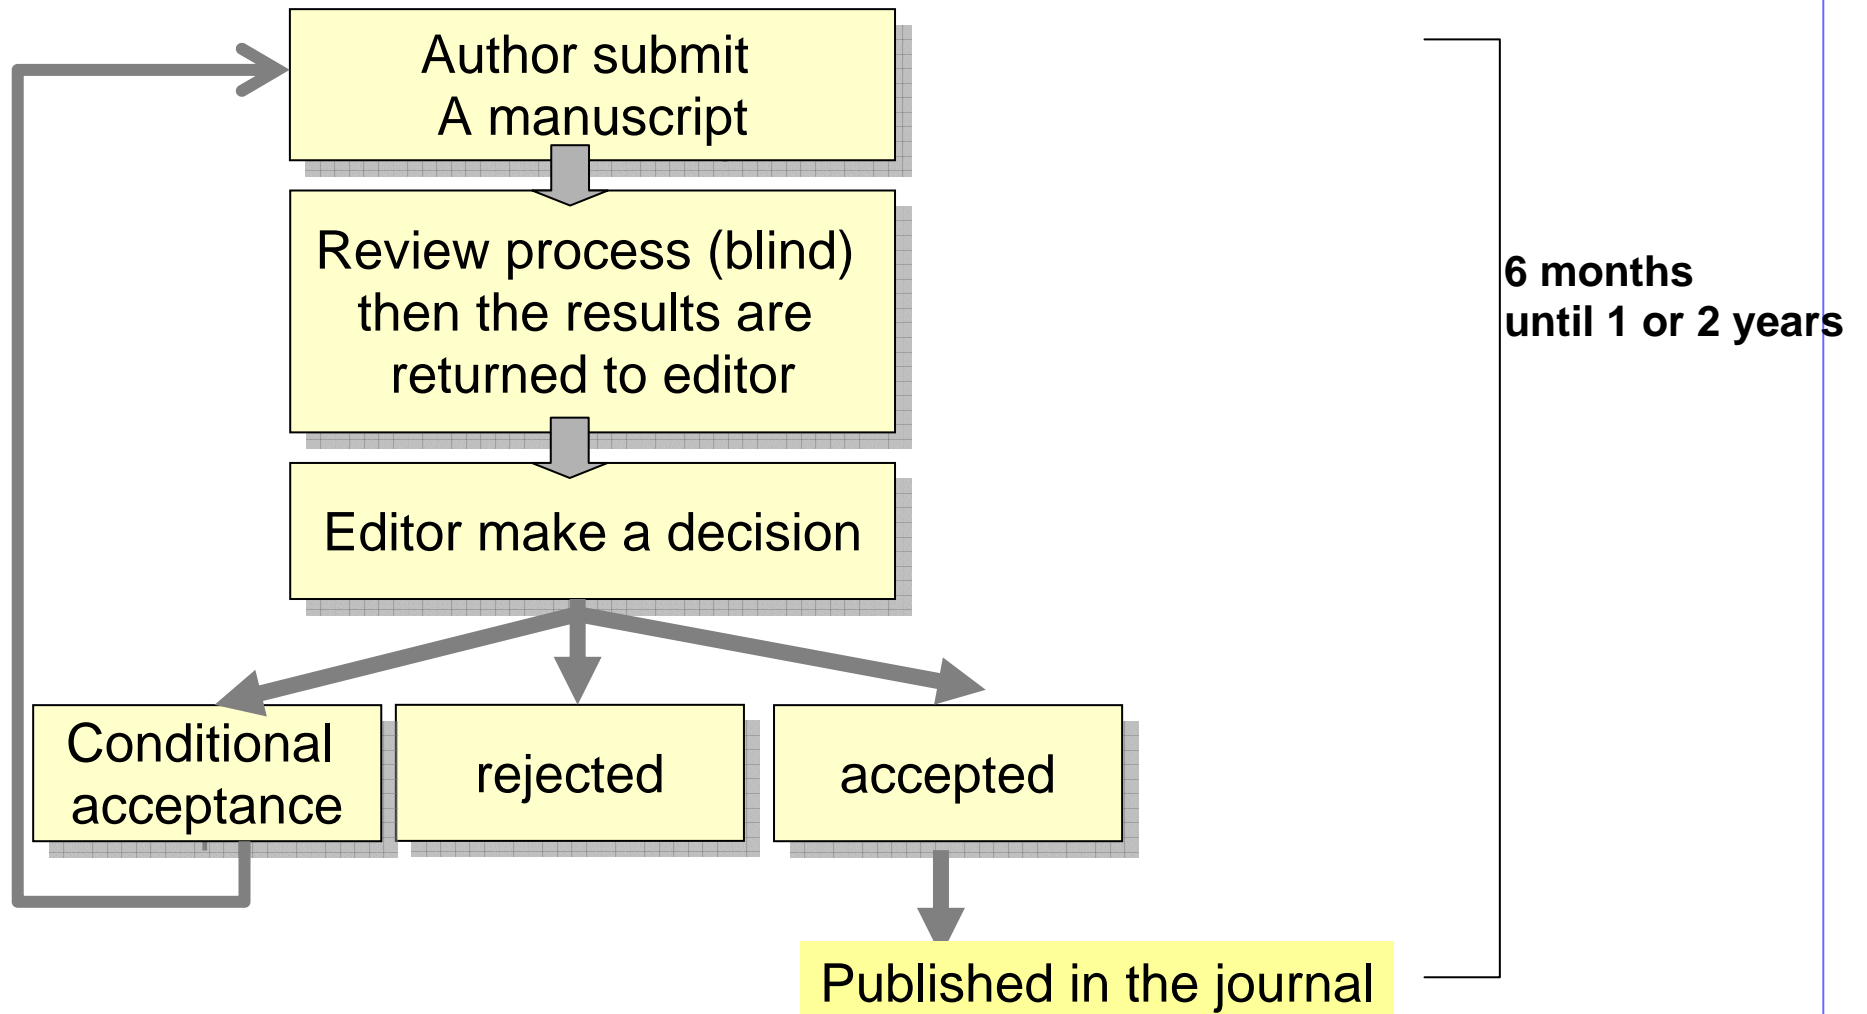 Author submit
A manuscript
Review process (blind)
then the results are
returned to editor
6 months
until 1 or 2 years
Editor make a decision
Conditional
acceptance
rejected
accepted
Published in the journal